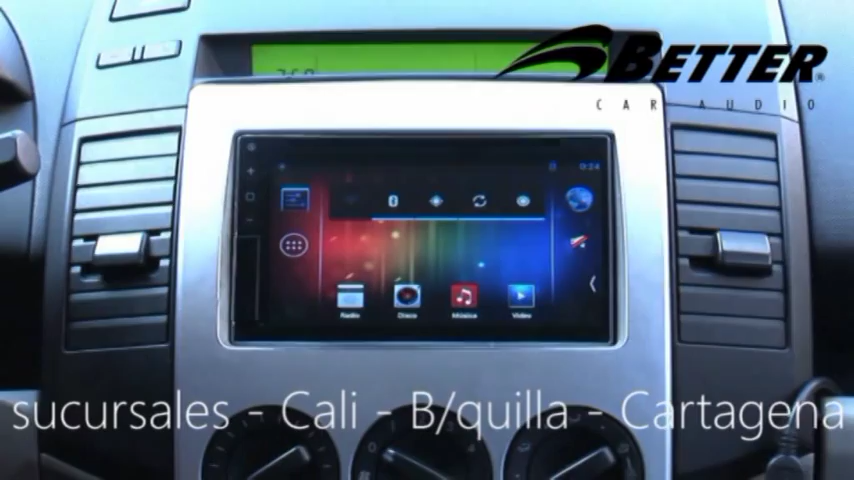 BETTER®
CAR AUDIO
0:24
Radio Disco Música Video
sucursales - Cali - B/quilla - Cartagena